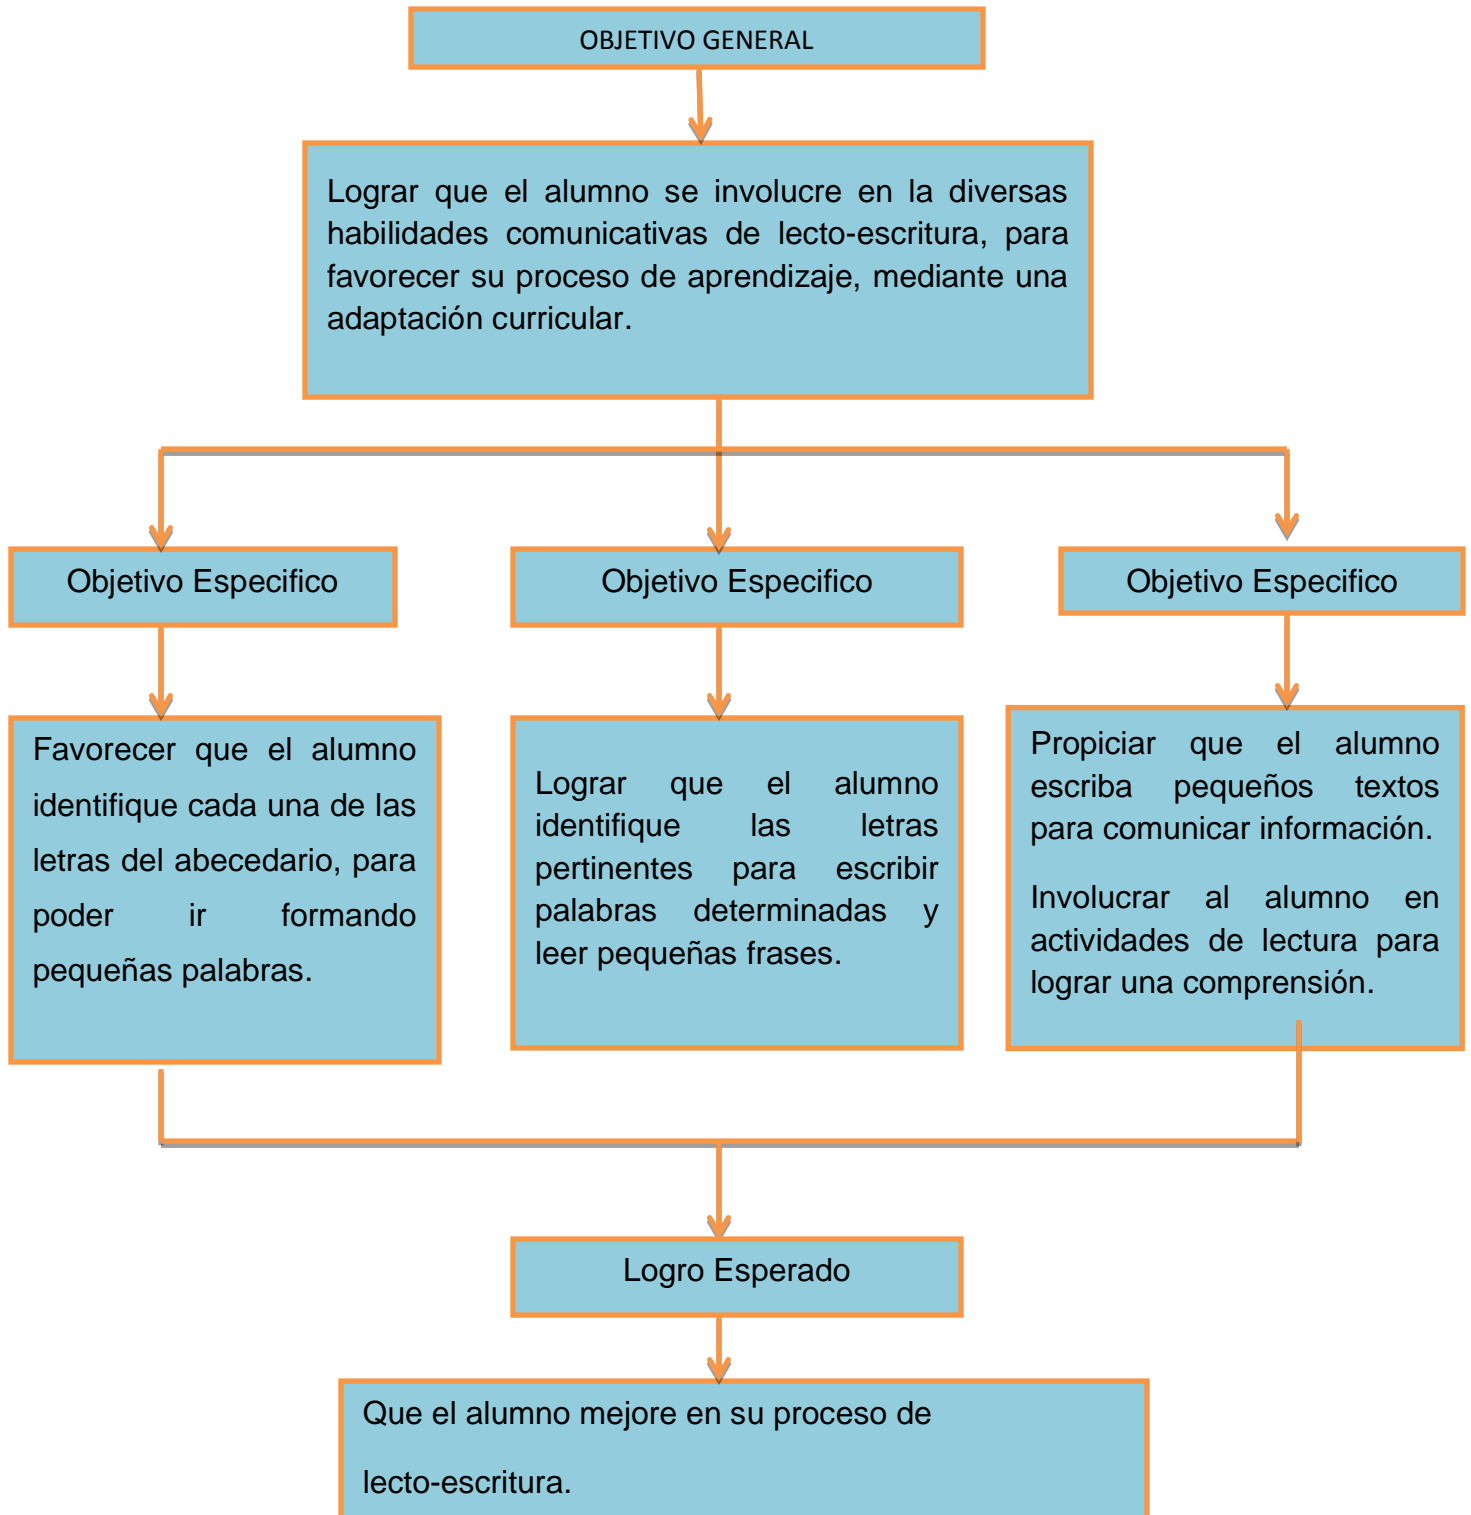 OBJETIVO GENERAL
Lograr que el alumno se involucre en la diversas
habilidades comunicativas de lecto-escritura, para
favorecer su proceso de aprendizaje, mediante una
adaptación curricular.
Objetivo Especifico
Objetivo Especifico
Objetivo Especifico
Favorecer que el alumno
identifique cada una de las
letras del abecedario, para
poder ir formando
pequeñas palabras.
Lograr que el alumno
identifique las letras
pertinentes para escribir
palabras determinadas y
leer pequeñas frases.
Propiciar que el alumno
escriba pequeños textos
para comunicar información.
Involucrar al alumno en
actividades de lectura para
lograr una comprensión.
Logro Esperado
Que el alumno mejore en su proceso de
lecto-escritura.